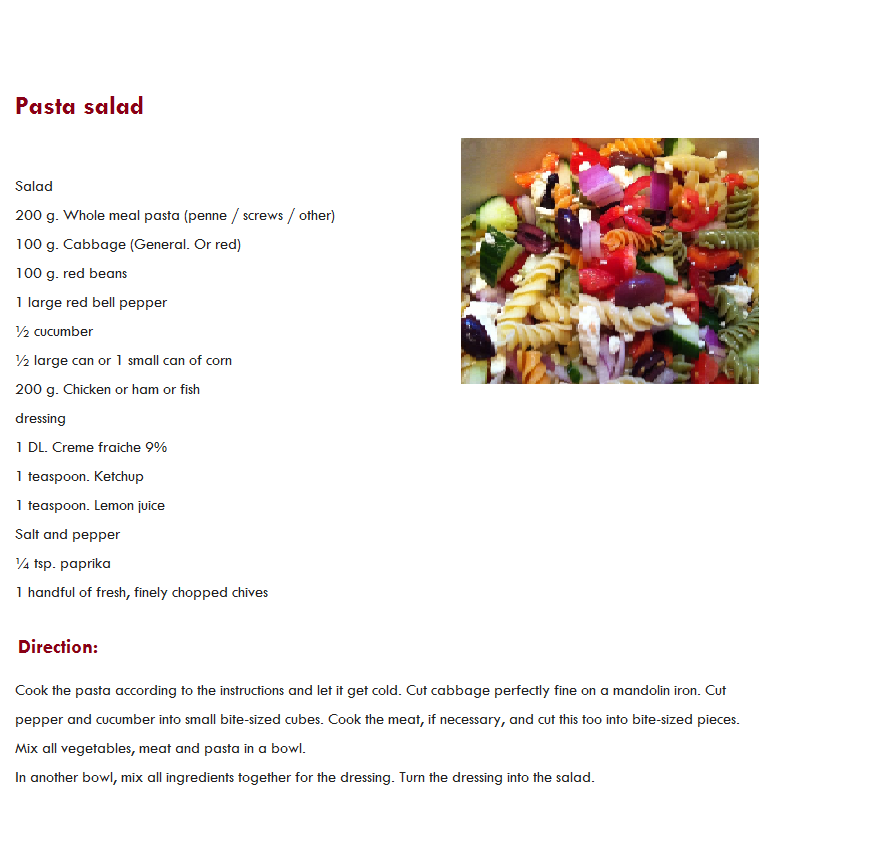 Pasta salad
Salad
200 g. Whole meal pasta (penne / screws / other)
100 g. Cabbage (General. Or red)
100 g. red beans
1 large red bell pepper
½ cucumber
½ large can or 1 small can of corn
200 g. Chicken or ham or fish
dressing
1 DL. Creme fraiche 9%
1 teaspoon. Ketchup
1 teaspoon. Lemon juice
Salt and pepper
¼ tsp. paprika
1 handful of fresh, finely chopped chives
Direction:
Cook the pasta according to the instructions and let it get cold. Cut cabbage perfectly fine on a mandolin iron. Cut
pepper and cucumber into small bite-sized cubes. Cook the meat, if necessary, and cut this too into bite-sized pieces.
Mix all vegetables, meat and pasta in a bowl.
In another bowl, mix all ingredients together for the dressing. Turn the dressing into the salad.